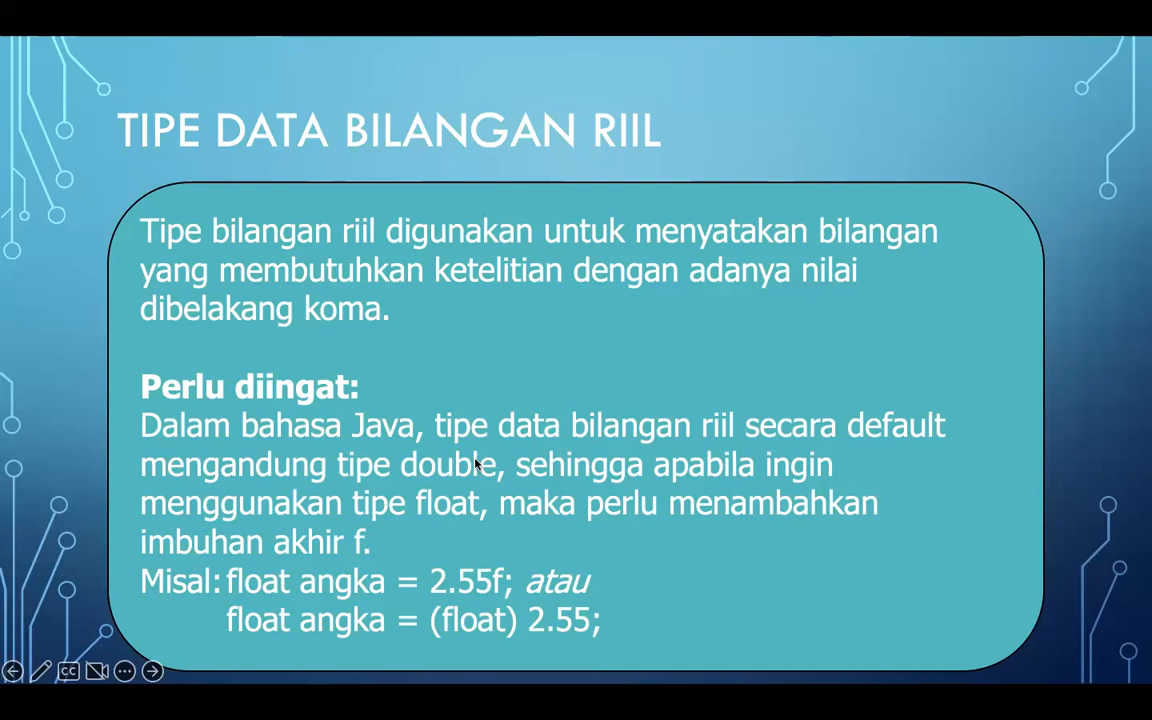 TIPE DATA BILANGAN RIIL
Tipe bilangan riil digunakan untuk menyatakan bilangan
yang membutuhkan ketelitian dengan adanya nilai
dibelakang koma.
Perlu diingat:
Dalam bahasa Java, tipe data bilangan riil secara default
mengandung tipe double, sehingga apabila ingin
menggunakan tipe float, maka perlu menambahkan
imbuhan akhir f.
Misal: float angka = 2.55f; atau
float angka = (float) 2.55;
CC